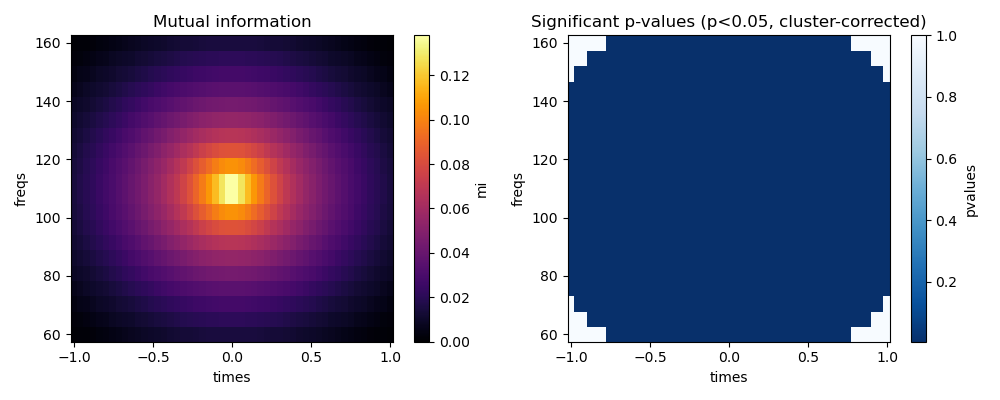 Mutual information
160
140
120
100
80
60
freqs
−1.0 −0.5 0.0 0.5 1.0
times
0.12
0.10
0.08
0.06
0.04
0.02
0.00
mi
Significant p-values (p<0.05, cluster-corrected)
160
140
120
100
80
60
freqs
−1.0 −0.5 0.0 0.5 1.0
times
1.0
0.8
0.6
0.4
0.2
pvalues